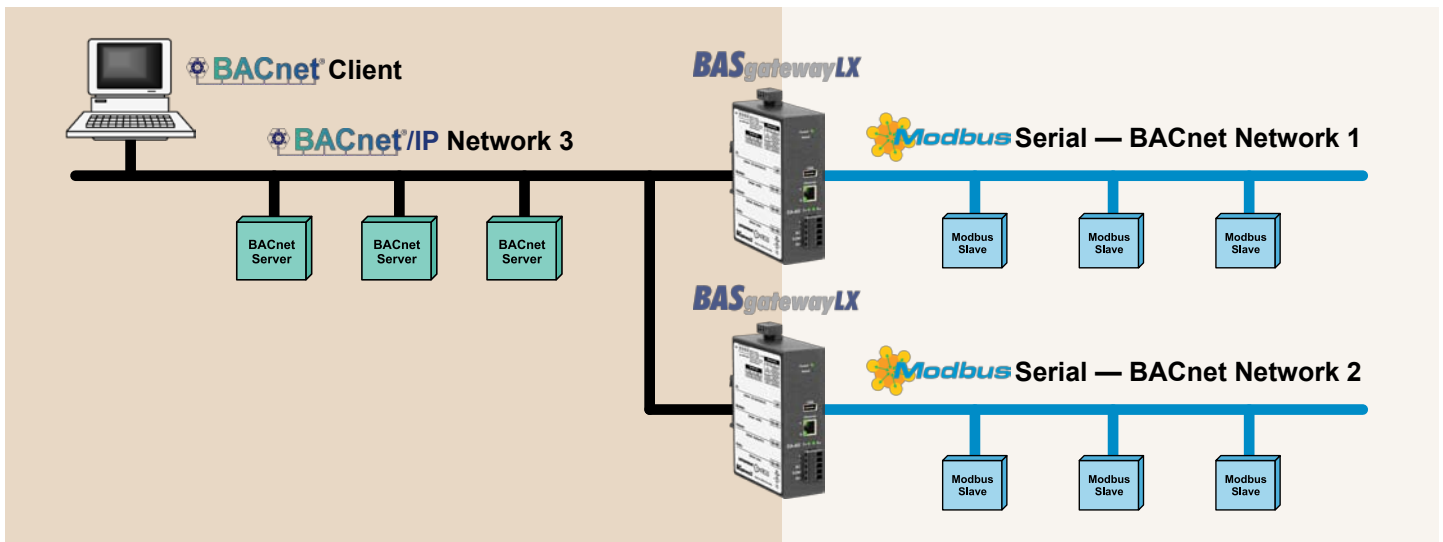 BACnet® Client
BASgatewayLX
BACnet®/IP Network 3
Modbus Serial — BACnet Network 1
BACnet
Server
BACnet
Server
BACnet
Server
Modbus
Slave
Modbus
Slave
Modbus
Slave
BASgatewayLX
Modbus Serial — BACnet Network 2
Modbus
Slave
Modbus
Slave
Modbus
Slave